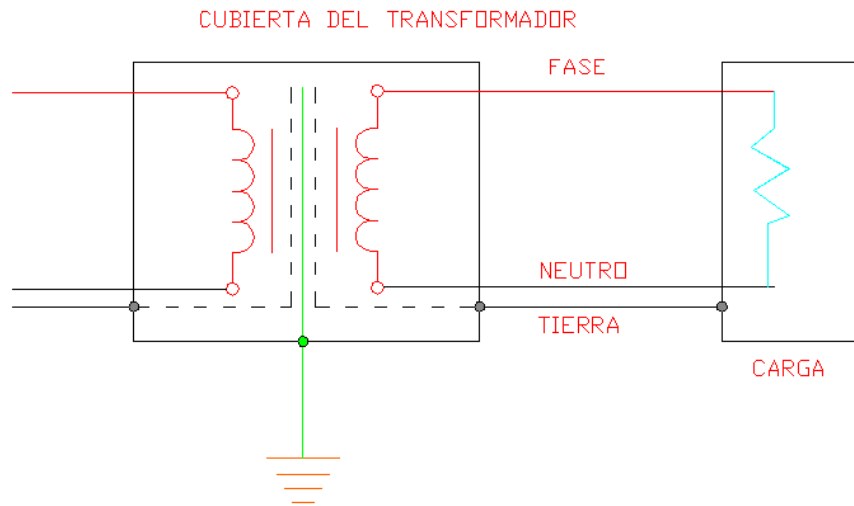 CUBIERTA DEL TRANSFORMADOR
FASE
NEUTRO
TIERRA
CARGA